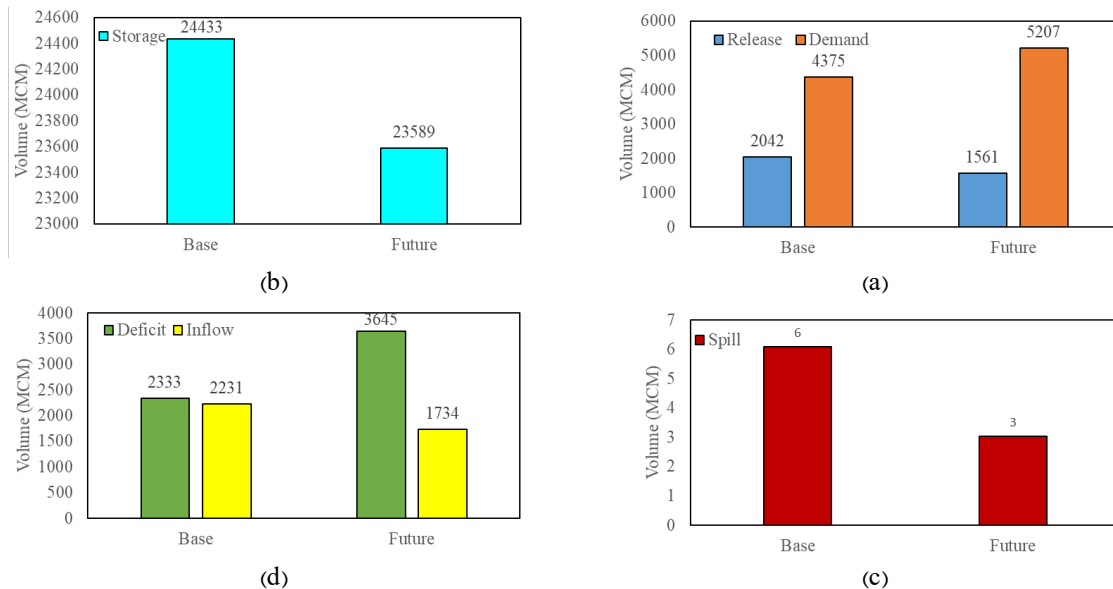 Storage
Volume (MCM)
24600
24400
24200
24000
23800
23600
23400
23200
23000
24433
23589
Base Future
(b)
Release Demand
Volume (MCM)
6000
5000
4000
3000
2000
1000
0
2042
4375
1561
5207
Base Future
(a)
Deficit Inflow
Volume (MCM)
4000
3500
3000
2500
2000
1500
1000
500
0
2333
2231
3645
1734
Base Future
(d)
Spill
Volume (MCM)
7
6
5
4
3
2
1
0
6
3
Base Future
(c)